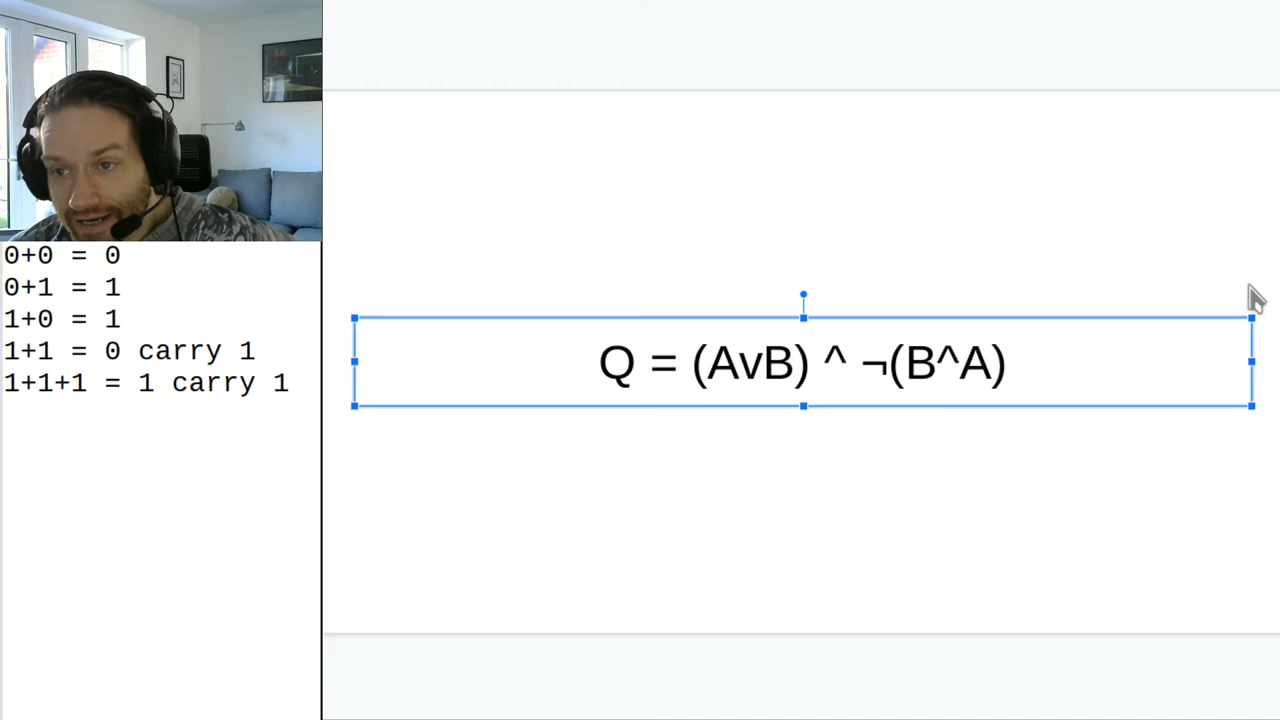 0+0 = 0
0+1 = 1
1+0 = 1
1+1 = 0 carry 1
1+1+1 = 1 carry 1
Q = (AvB) ^ ¬(B^A)